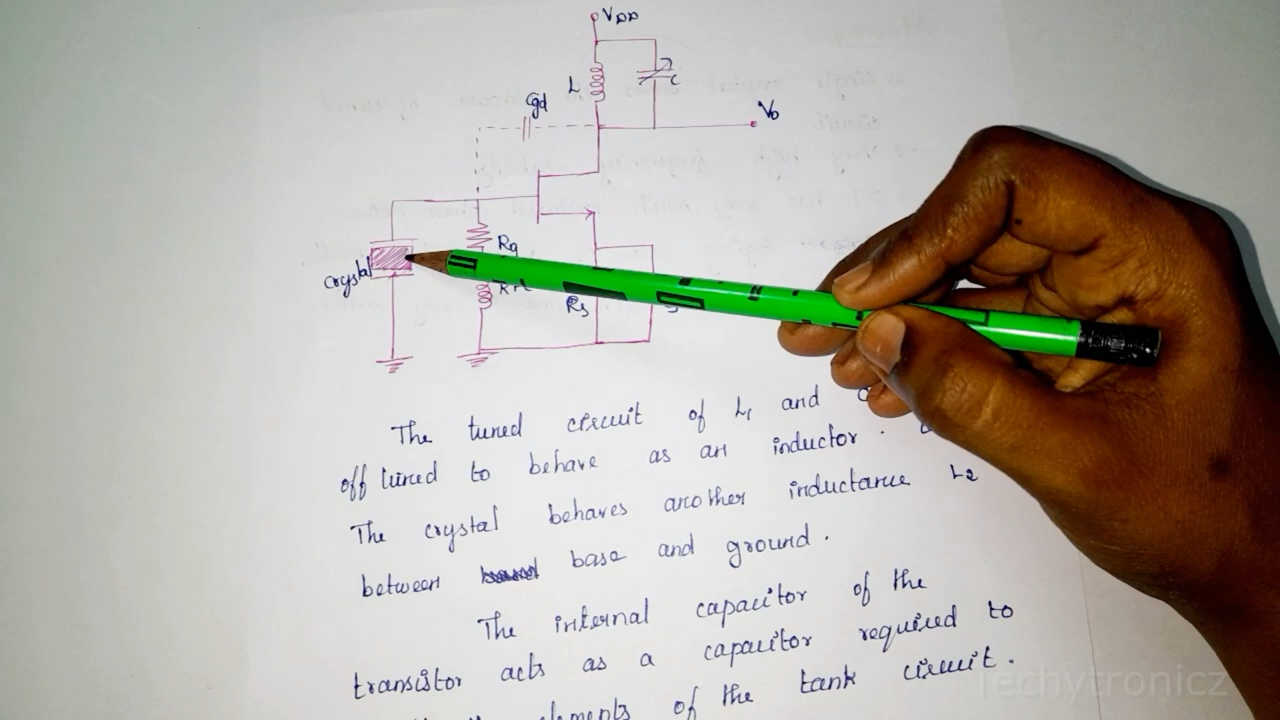 VDD
L
C
Cgd
Vo
crystal
Rg
Rs
The tuned circuit of L1 and
off tuned to behave as an inductor.
The crystal behaves another inductance L2
between base and ground.
The internal capacitor of the
transistor acts as a capacitor required to
elements of the tank circuit.
Techytronicz